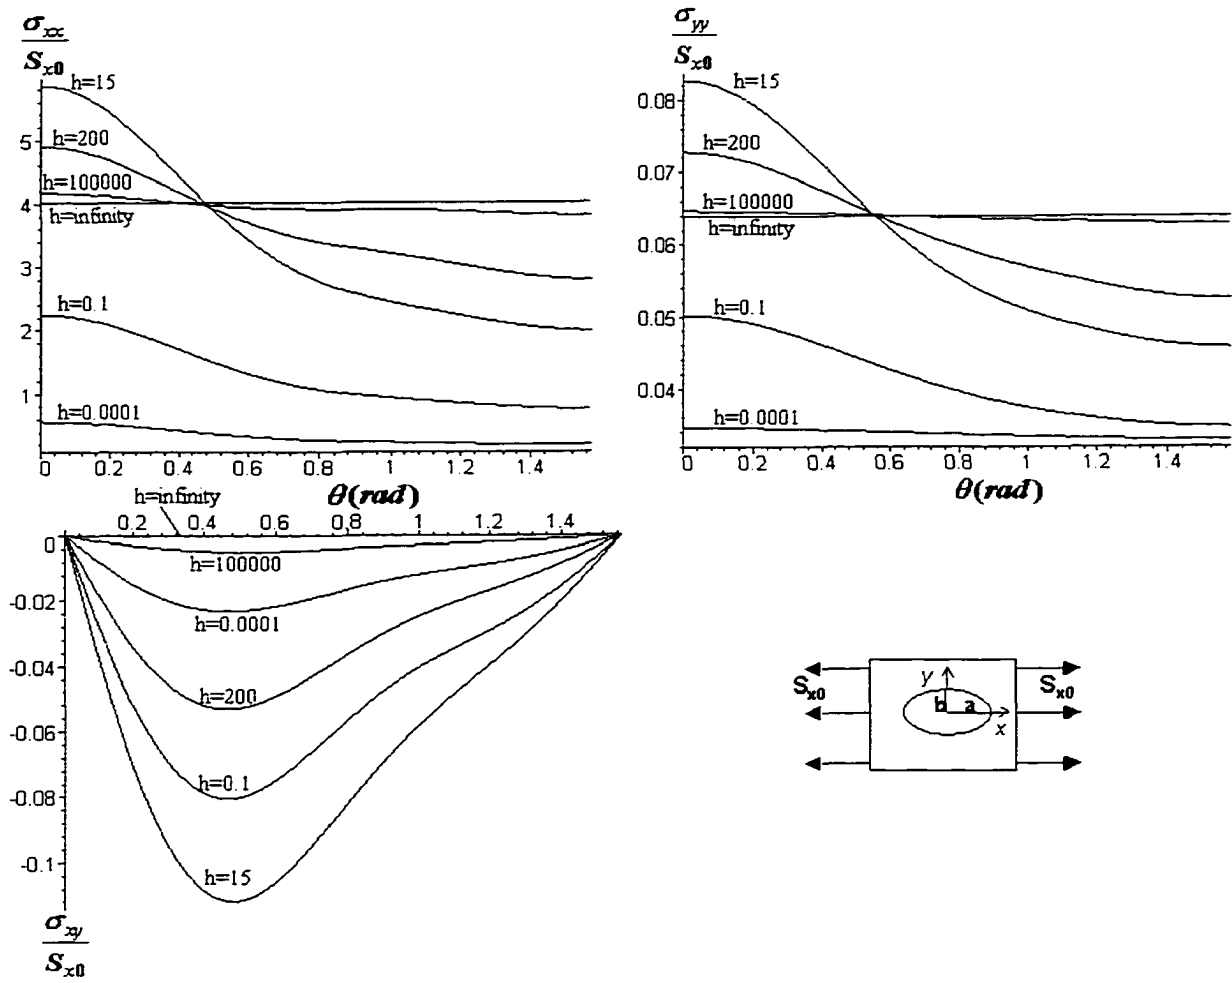 σxx
Sx0
h=15
5
h=200
h=100000
4
h=infinity
3
h=0.1
2
1
h=0.0001
0 0.2 0.4 0.6 0.8 1 1.2 1.4
θ(rad)
σyy
Sx0
h=15
0.08
h=200
0.07
h=100000
h=infinity
0.06
h=0.1
0.05
0.04
h=0.0001
0 0.2 0.4 0.6 0.8 1 1.2 1.4
θ(rad)
h=infinity
0.2 0.4 0.6 0.8 1 1.2 1.4
0
h=100000
-0.02
h=0.0001
-0.04
h=200
-0.06
h=0.1
-0.08
-0.1
h=15
σxy
Sx0
Sx0 y Sx0
b a
x